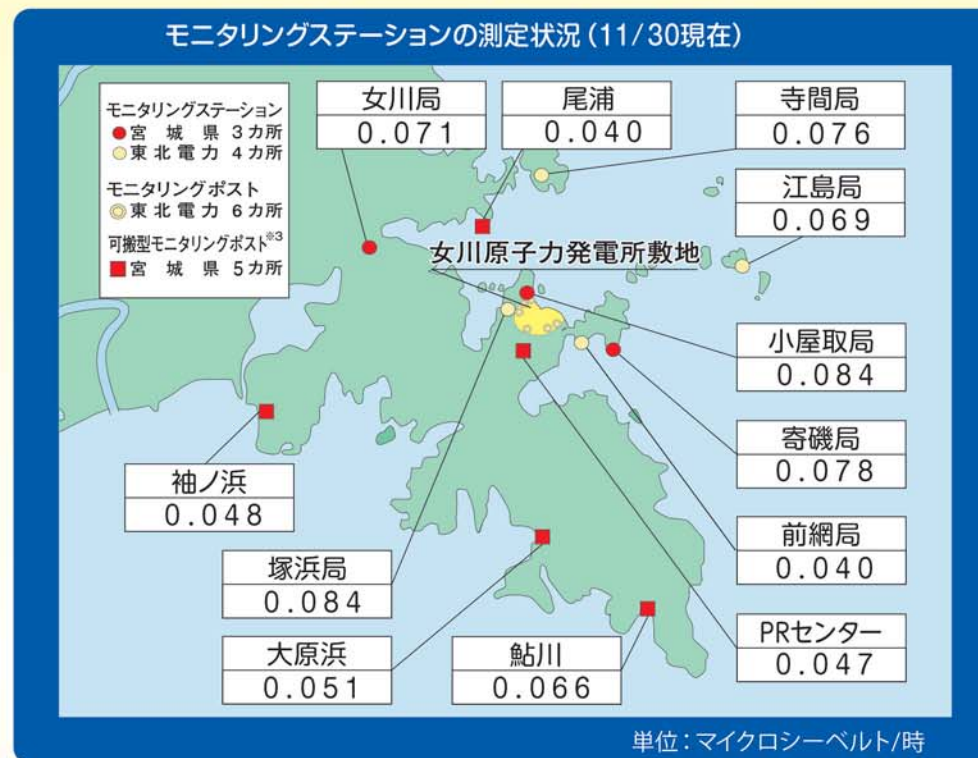 モニタリングステーションの測定状況(11/30現在)
モニタリングステーション
宮城県 3カ所
東北電力 4カ所
モニタリングポスト
東北電力 6カ所
可搬型モニタリングポスト※3
宮城県 5カ所
女川局
0.071
尾浦
0.040
寺間局
0.076
江島局
0.069
女川原子力発電所敷地
小屋取局
0.084
寄磯局
0.078
袖ノ浜
0.048
前網局
0.040
塚浜局
0.084
大原浜
0.051
鮎川
0.066
PRセンター
0.047
単位:マイクロシーベルト/時